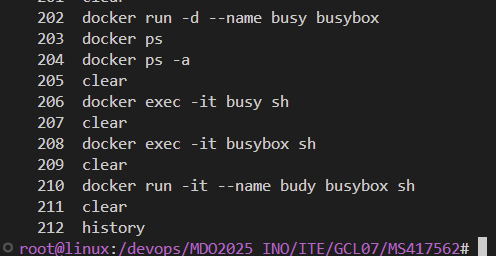 201 clear
202 docker run -d --name busy busybox
203 docker ps
204 docker ps -a
205 clear
206 docker exec -it busy sh
207 clear
208 docker exec -it busybox sh
209 clear
210 docker run -it --name budy busybox sh
211 clear
212 history
root@linux:/devops/MDO2025_INO/ITE/GCL07/MS417562#